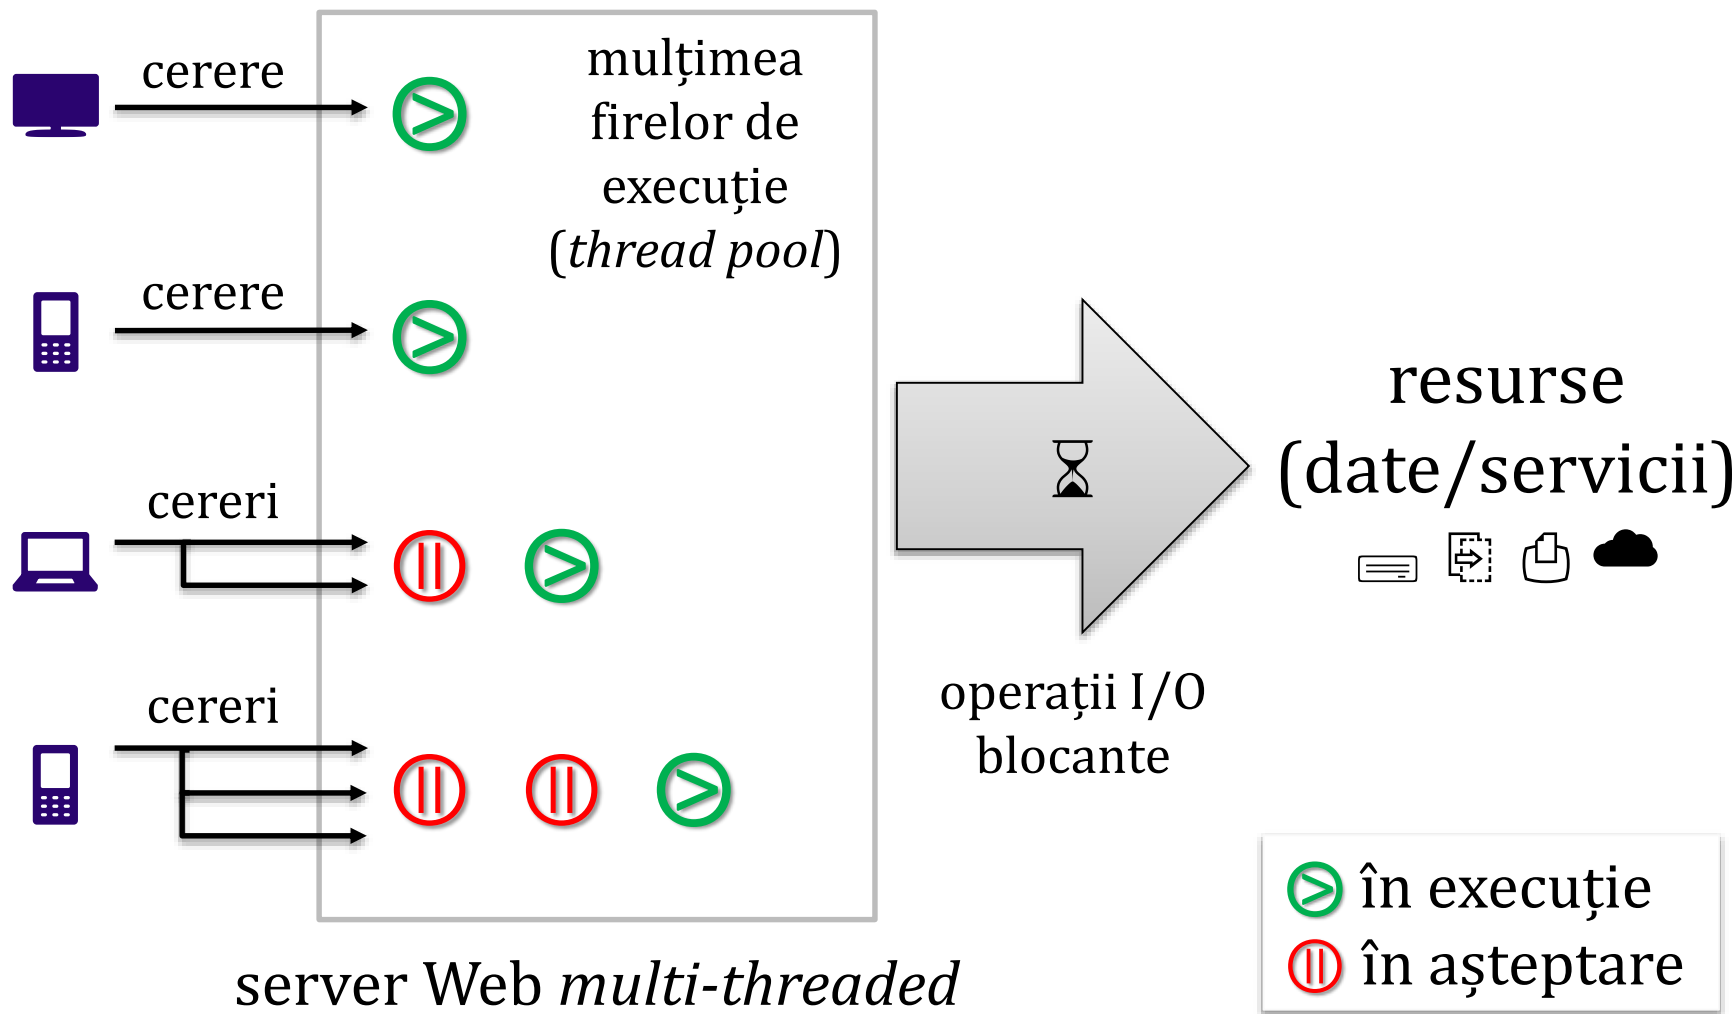 cerere
mulțimea
firelor de
execuție
(thread pool)
cerere
resurse
(date/servicii)
cereri
cereri
operații I/O
blocante
în execuție
în așteptare
server Web multi-threaded